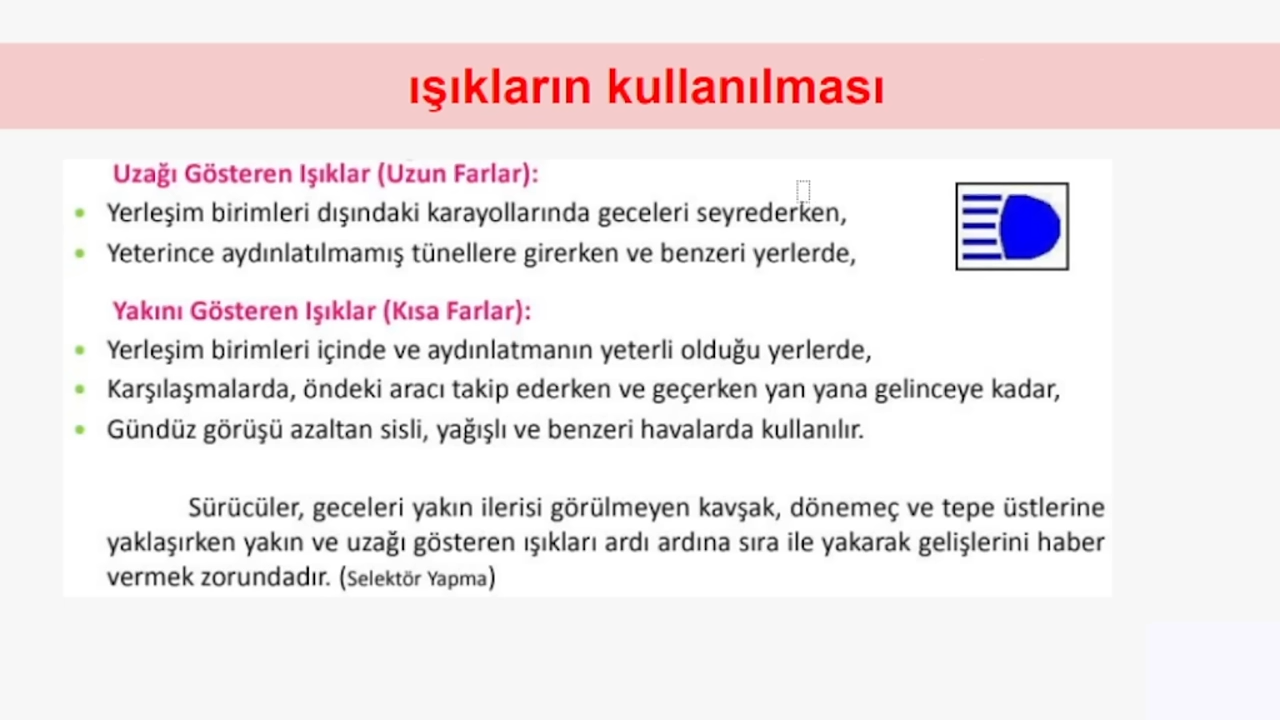 ışıkların kullanılması
Uzağı Gösteren Işıklar (Uzun Farlar):
• Yerleşim birimleri dışındaki karayollarında geceleri seyrederken,
• Yeterince aydınlatılmamış tünellere girerken ve benzeri yerlerde,
Yakını Gösteren Işıklar (Kısa Farlar):
• Yerleşim birimleri içinde ve aydınlatmanın yeterli olduğu yerlerde,
• Karşılaşmalarda, öndeki aracı takip ederken ve geçerken yan yana gelinceye kadar,
• Gündüz görüşü azaltan sisli, yağışlı ve benzeri havalarda kullanılır.
Sürücüler, geceleri yakın ilerisi görülmeyen kavşak, dönemeç ve tepe üstlerine
yaklaşırken yakın ve uzağı gösteren ışıkları ardı ardına sıra ile yakarak gelişlerini haber
vermek zorundadır. (Selektör Yapma)